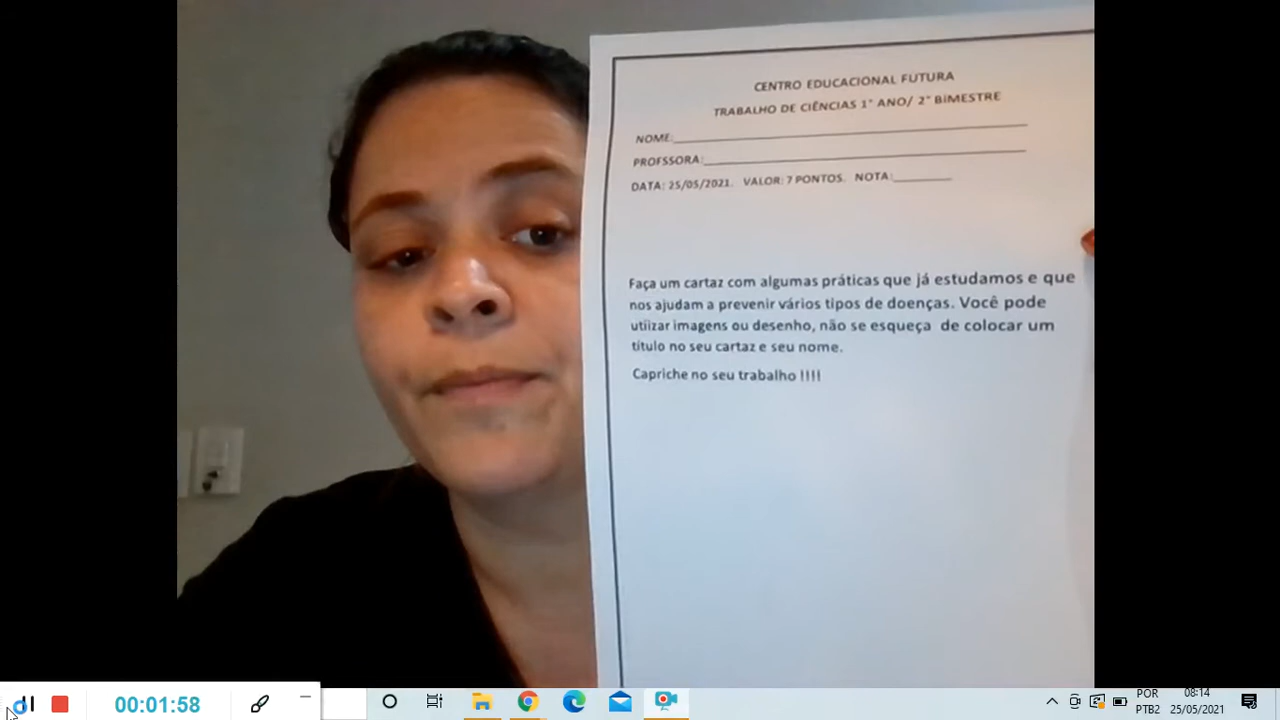 CENTRO EDUCACIONAL FUTURA
TRABALHO DE CIÊNCIAS 1° ANO/ 2° BIMESTRE
NOME:
PROFSSORA:
DATA: 25/05/2021. VALOR: 7 PONTOS. NOTA:
Faça um cartaz com algumas práticas que já estudamos e que
nos ajudam a prevenir vários tipos de doenças. Você pode
utiizar imagens ou desenho, não se esqueça de colocar um
título no seu cartaz e seu nome.
Capriche no seu trabalho !!!!
00:01:58
POR 08:14
PTB2 25/05/2021